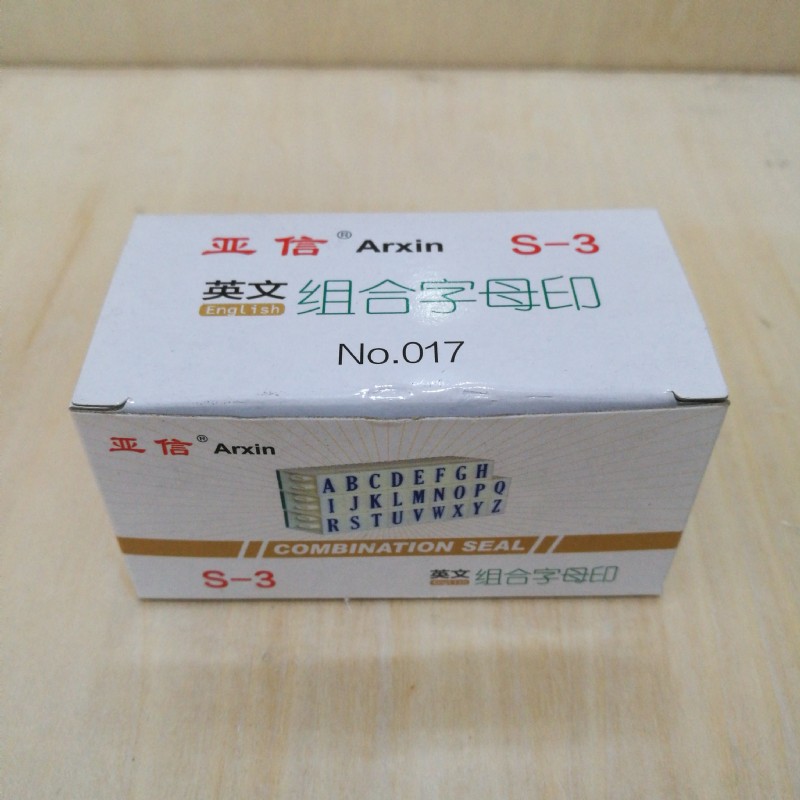 亚信® Arxin S-3
英文 English 组合字母印
No.017
亚信® Arxin
A B C D E F G H
I J K L M N O P Q
R S T U V W X Y Z
COMBINATION SEAL
S-3 英文 English 组合字母印